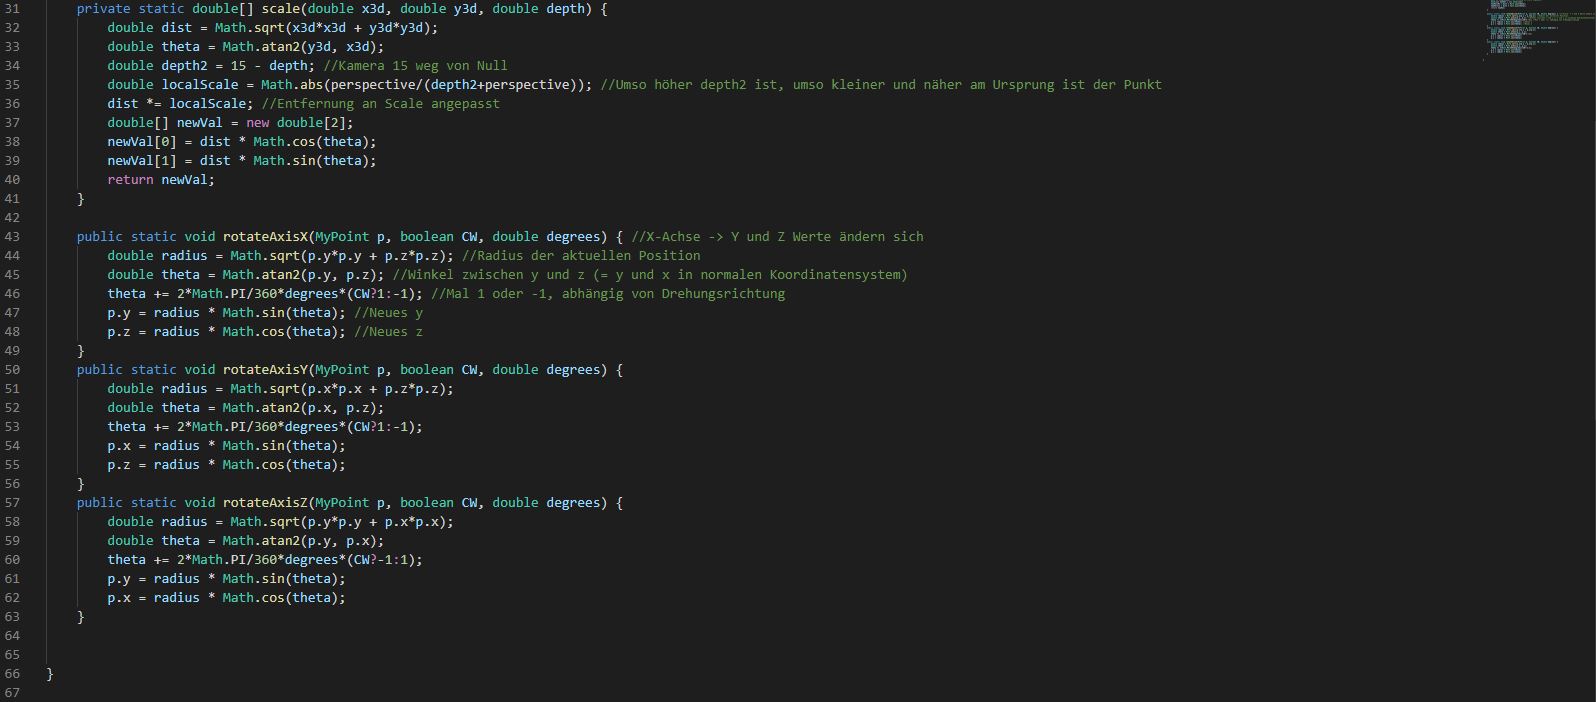 31 private static double[] scale(double x3d, double y3d, double depth) {
32 double dist = Math.sqrt(x3d*x3d + y3d*y3d);
33 double theta = Math.atan2(y3d, x3d);
34 double depth2 = 15 - depth; //Kamera 15 weg von Null
35 double localScale = Math.abs(perspective/(depth2+perspective)); //Umso höher depth2 ist, umso kleiner und näher am Ursprung ist der Punkt
36 dist *= localScale; //Entfernung an Scale angepasst
37 double[] newVal = new double[2];
38 newVal[0] = dist * Math.cos(theta);
39 newVal[1] = dist * Math.sin(theta);
40 return newVal;
41 }
42
43 public static void rotateAxisX(MyPoint p, boolean CW, double degrees) { //X-Achse -> Y und Z Werte ändern sich
44 double radius = Math.sqrt(p.y*p.y + p.z*p.z); //Radius der aktuellen Position
45 double theta = Math.atan2(p.y, p.z); //Winkel zwischen y und z (= y und x in normalen Koordinatensystem)
46 theta += 2*Math.PI/360*degrees*(CW?1:-1); //Mal 1 oder -1, abhängig von Drehungsrichtung
47 p.y = radius * Math.sin(theta); //Neues y
48 p.z = radius * Math.cos(theta); //Neues z
49 }
50 public static void rotateAxisY(MyPoint p, boolean CW, double degrees) {
51 double radius = Math.sqrt(p.x*p.x + p.z*p.z);
52 double theta = Math.atan2(p.x, p.z);
53 theta += 2*Math.PI/360*degrees*(CW?1:-1);
54 p.x = radius * Math.sin(theta);
55 p.z = radius * Math.cos(theta);
56 }
57 public static void rotateAxisZ(MyPoint p, boolean CW, double degrees) {
58 double radius = Math.sqrt(p.y*p.y + p.x*p.x);
59 double theta = Math.atan2(p.y, p.x);
60 theta += 2*Math.PI/360*degrees*(CW?-1:1);
61 p.y = radius * Math.sin(theta);
62 p.x = radius * Math.cos(theta);
63 }
64
65
66 }
67